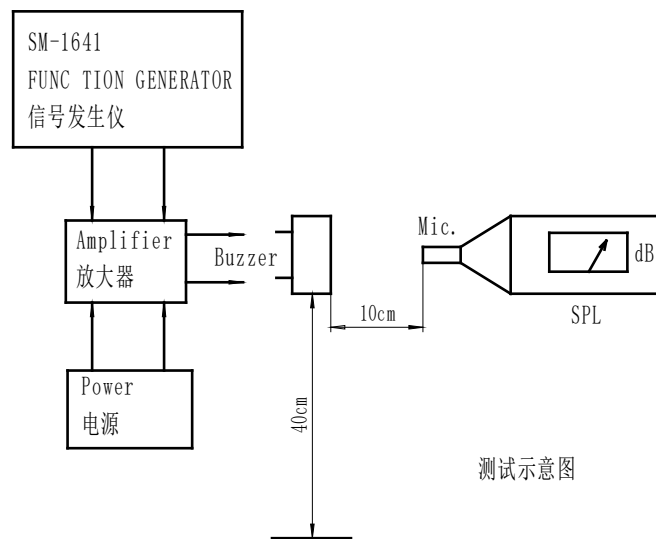 SM-1641
FUNC TION GENERATOR
信号发生仪
Amplifier
放大器
Buzzer
Mic.
dB
SPL
10cm
Power
电源
40cm
测试示意图